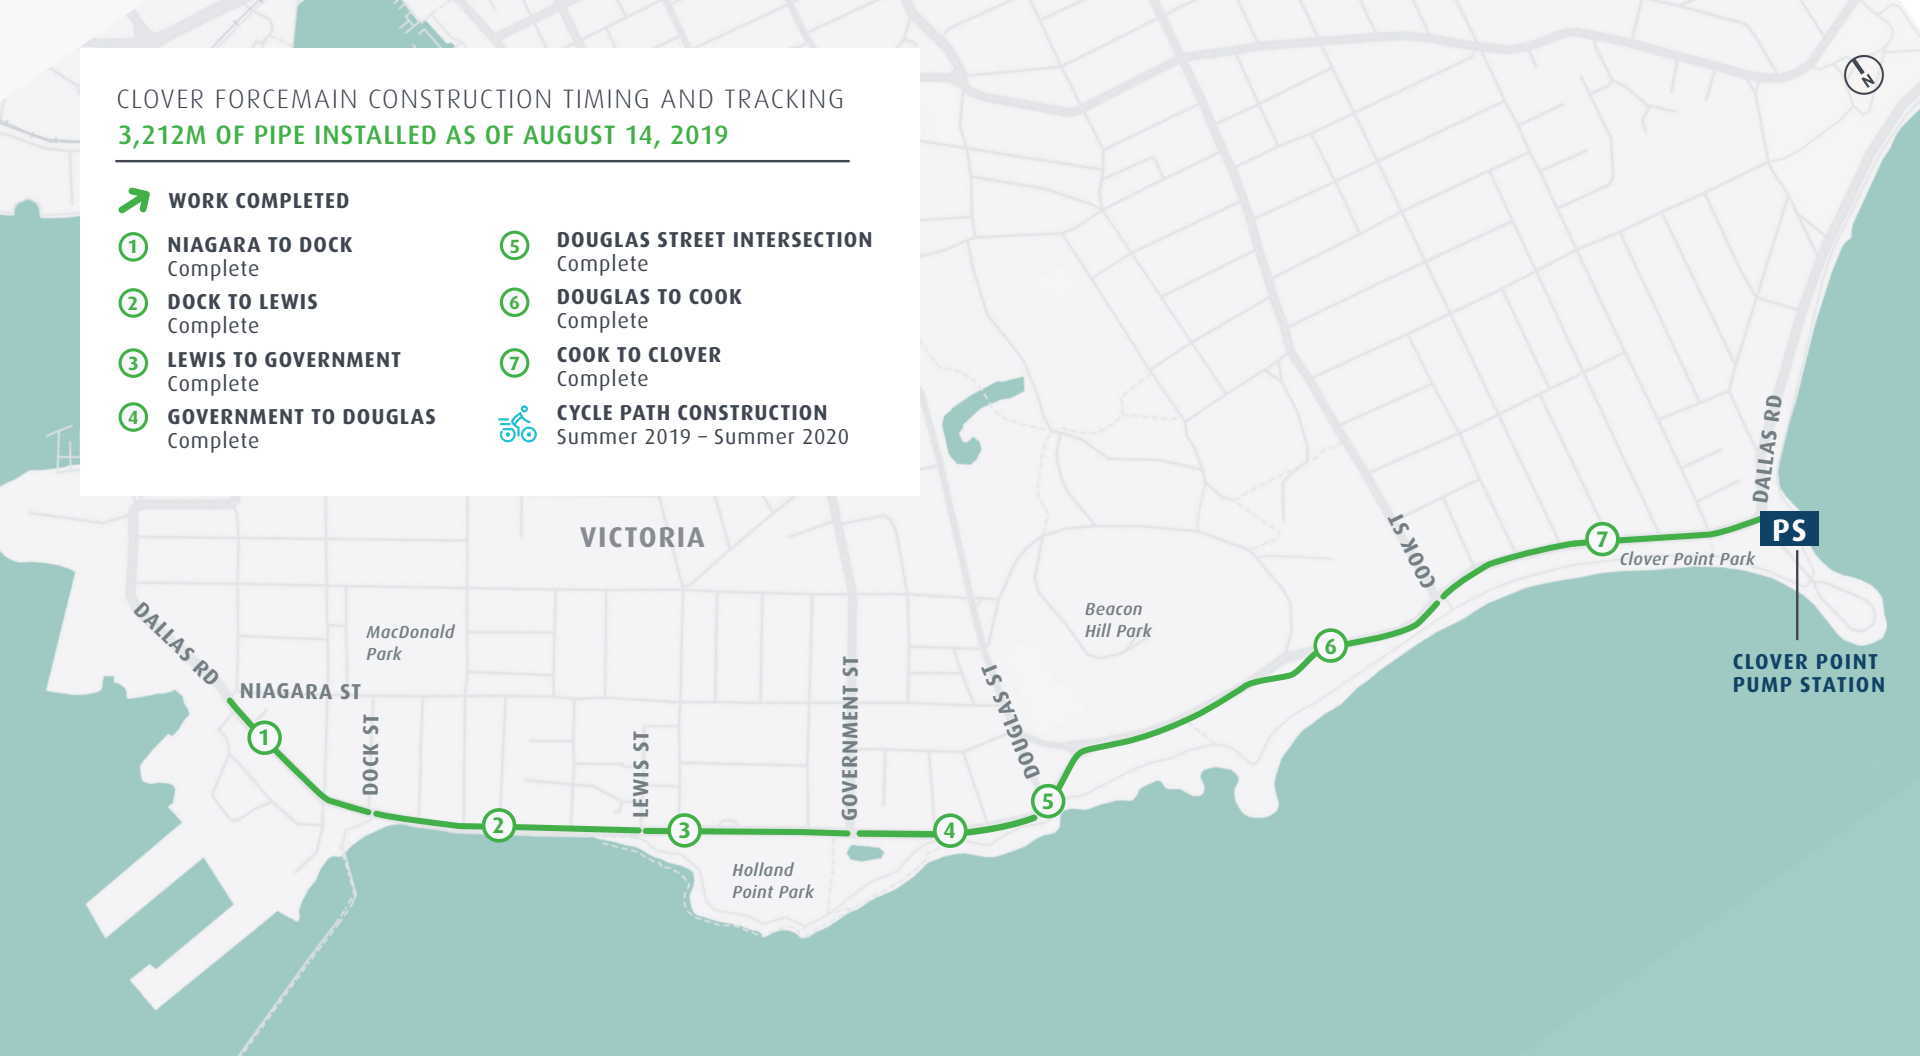 CLOVER FORCEMAIN CONSTRUCTION TIMING AND TRACKING
3,212M OF PIPE INSTALLED AS OF AUGUST 14, 2019
WORK COMPLETED
1 NIAGARA TO DOCK
Complete
2 DOCK TO LEWIS
Complete
3 LEWIS TO GOVERNMENT
Complete
4 GOVERNMENT TO DOUGLAS
Complete
5 DOUGLAS STREET INTERSECTION
Complete
6 DOUGLAS TO COOK
Complete
7 COOK TO CLOVER
Complete
CYCLE PATH CONSTRUCTION
Summer 2019 – Summer 2020
N
VICTORIA
DALLAS RD
NIAGARA ST
MacDonald
Park
DOCK ST
LEWIS ST
GOVERNMENT ST
DOUGLAS ST
Beacon
Hill Park
COOK ST
DALLAS RD
Clover Point Park
PS
CLOVER POINT
PUMP STATION
Holland
Point Park
1
2
3
4
5
6
7